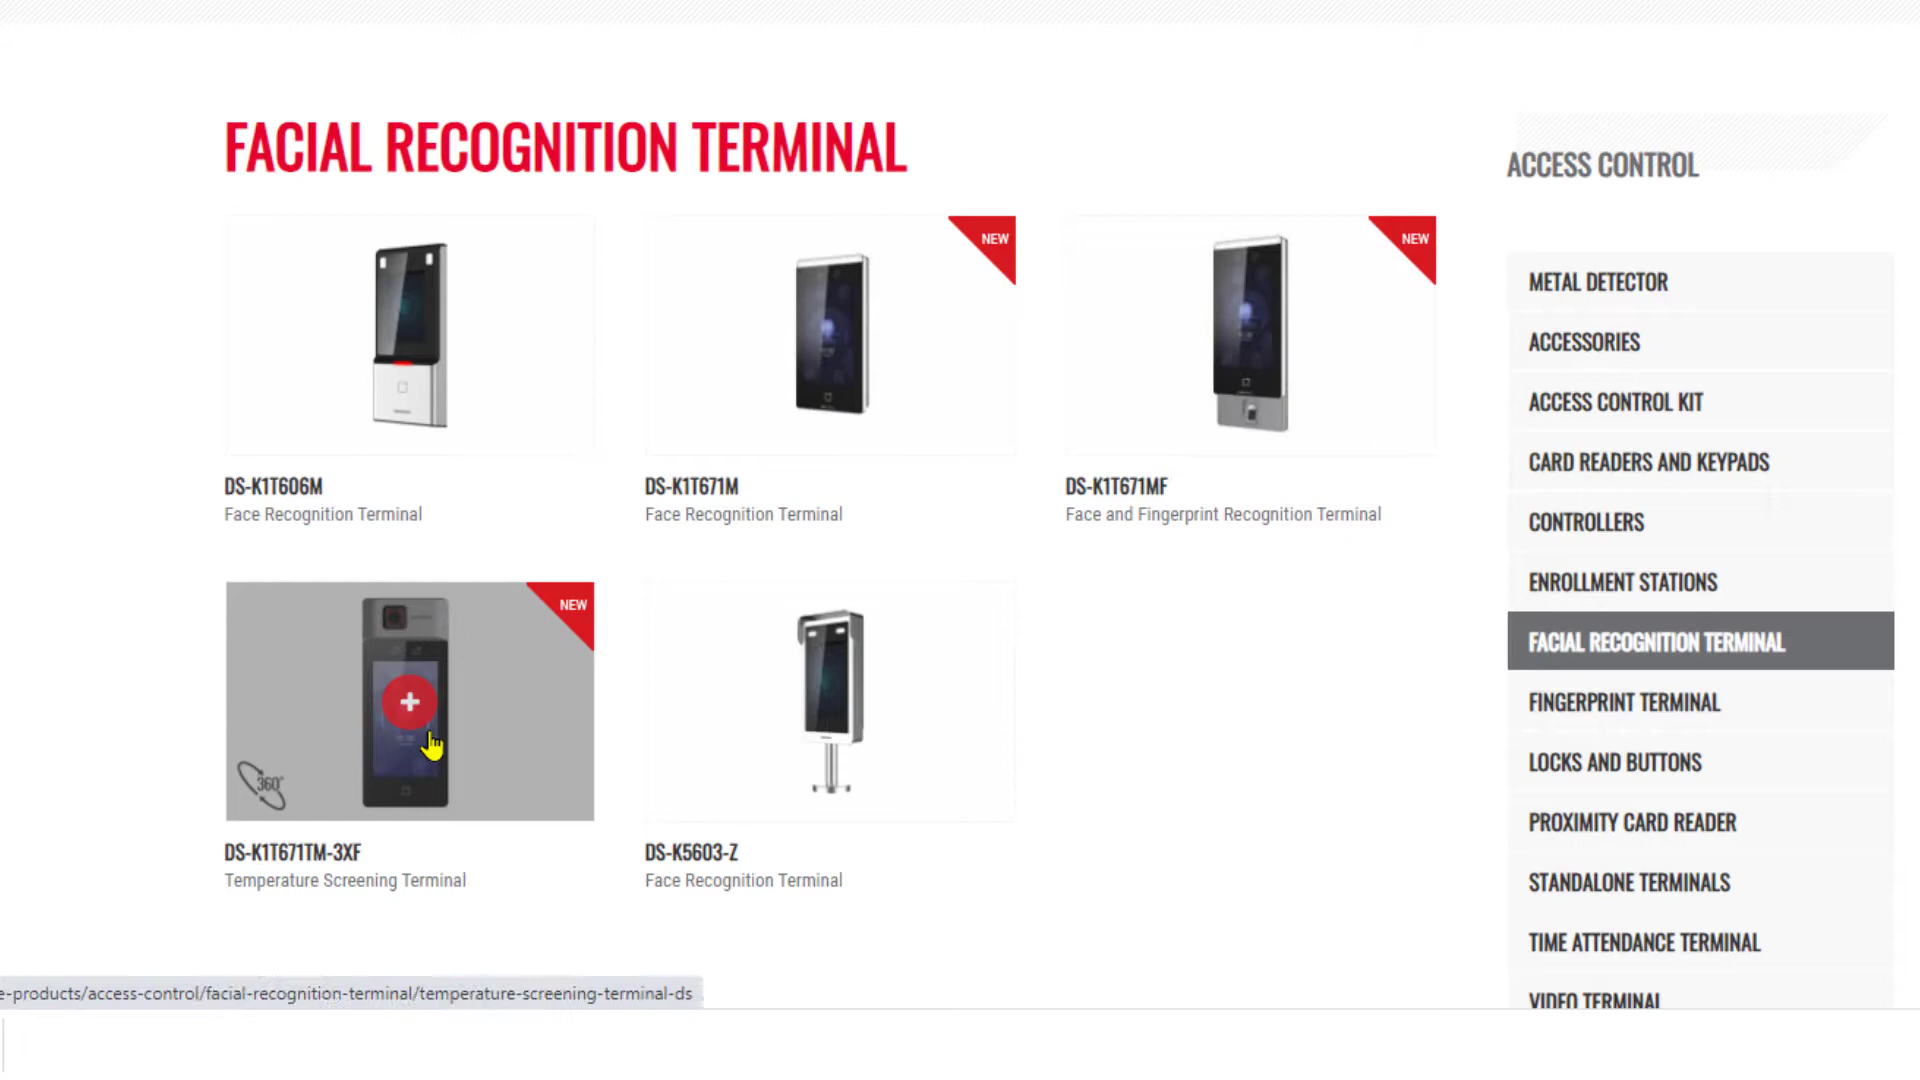 FACIAL RECOGNITION TERMINAL
NEW
NEW
DS-K1T606M
Face Recognition Terminal
DS-K1T671M
Face Recognition Terminal
DS-K1T671MF
Face and Fingerprint Recognition Terminal
NEW
360°
DS-K1T671TM-3XF
Temperature Screening Terminal
DS-K5603-Z
Face Recognition Terminal
ACCESS CONTROL
METAL DETECTOR
ACCESSORIES
ACCESS CONTROL KIT
CARD READERS AND KEYPADS
CONTROLLERS
ENROLLMENT STATIONS
FACIAL RECOGNITION TERMINAL
FINGERPRINT TERMINAL
LOCKS AND BUTTONS
PROXIMITY CARD READER
STANDALONE TERMINALS
TIME ATTENDANCE TERMINAL
VIDEO TERMINAL
e-products/access-control/facial-recognition-terminal/temperature-screening-terminal-ds